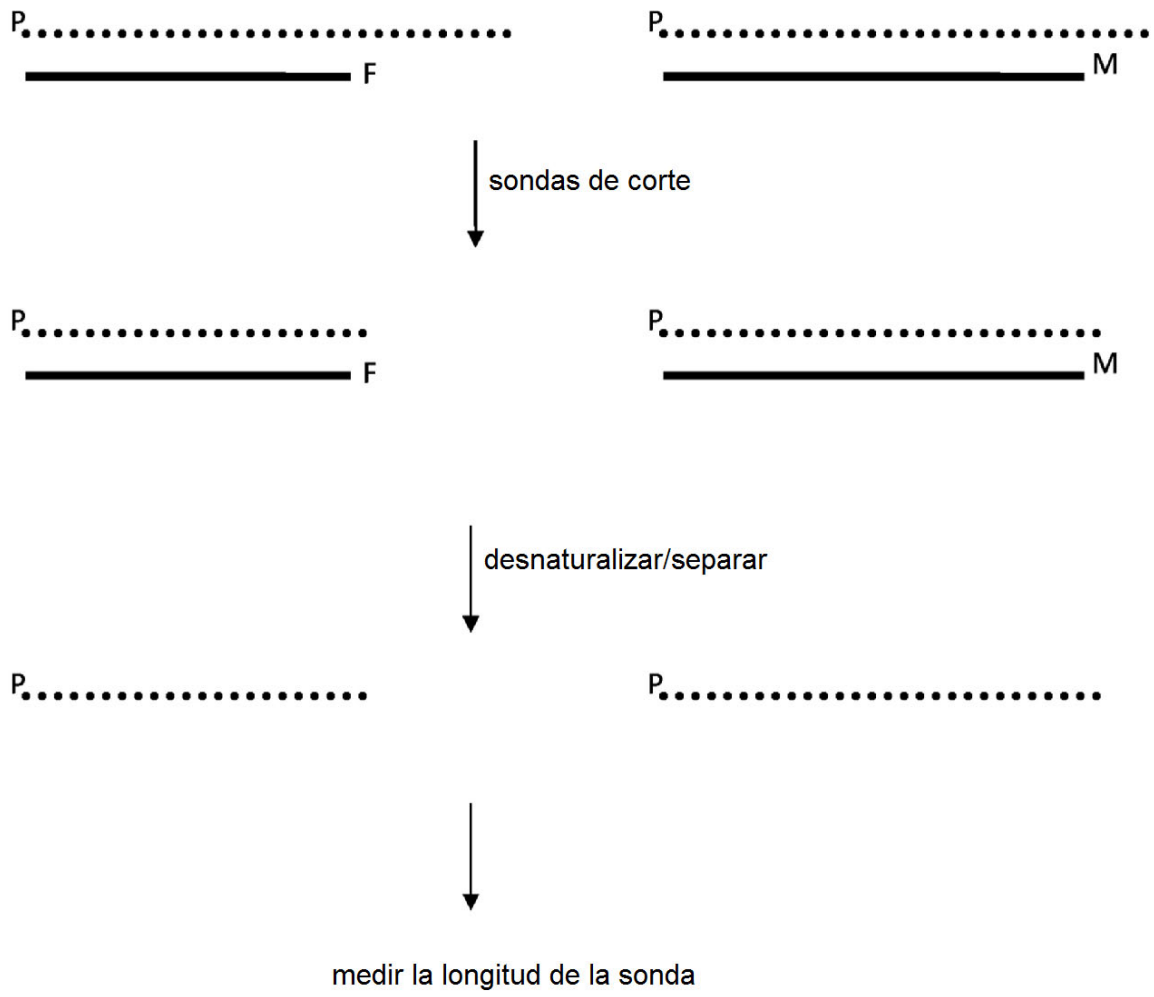 P P
F M
sondas de corte
P P
F M
desnaturalizar/separar
P P
medir la longitud de la sonda